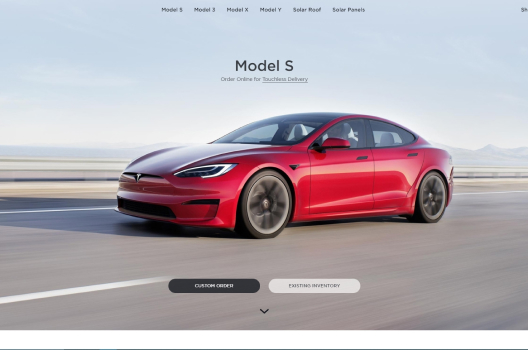 Model S Model 3 Model X Model Y Solar Roof Solar Panels Sh
Model S
Order Online for Touchless Delivery
CUSTOM ORDER EXISTING INVENTORY